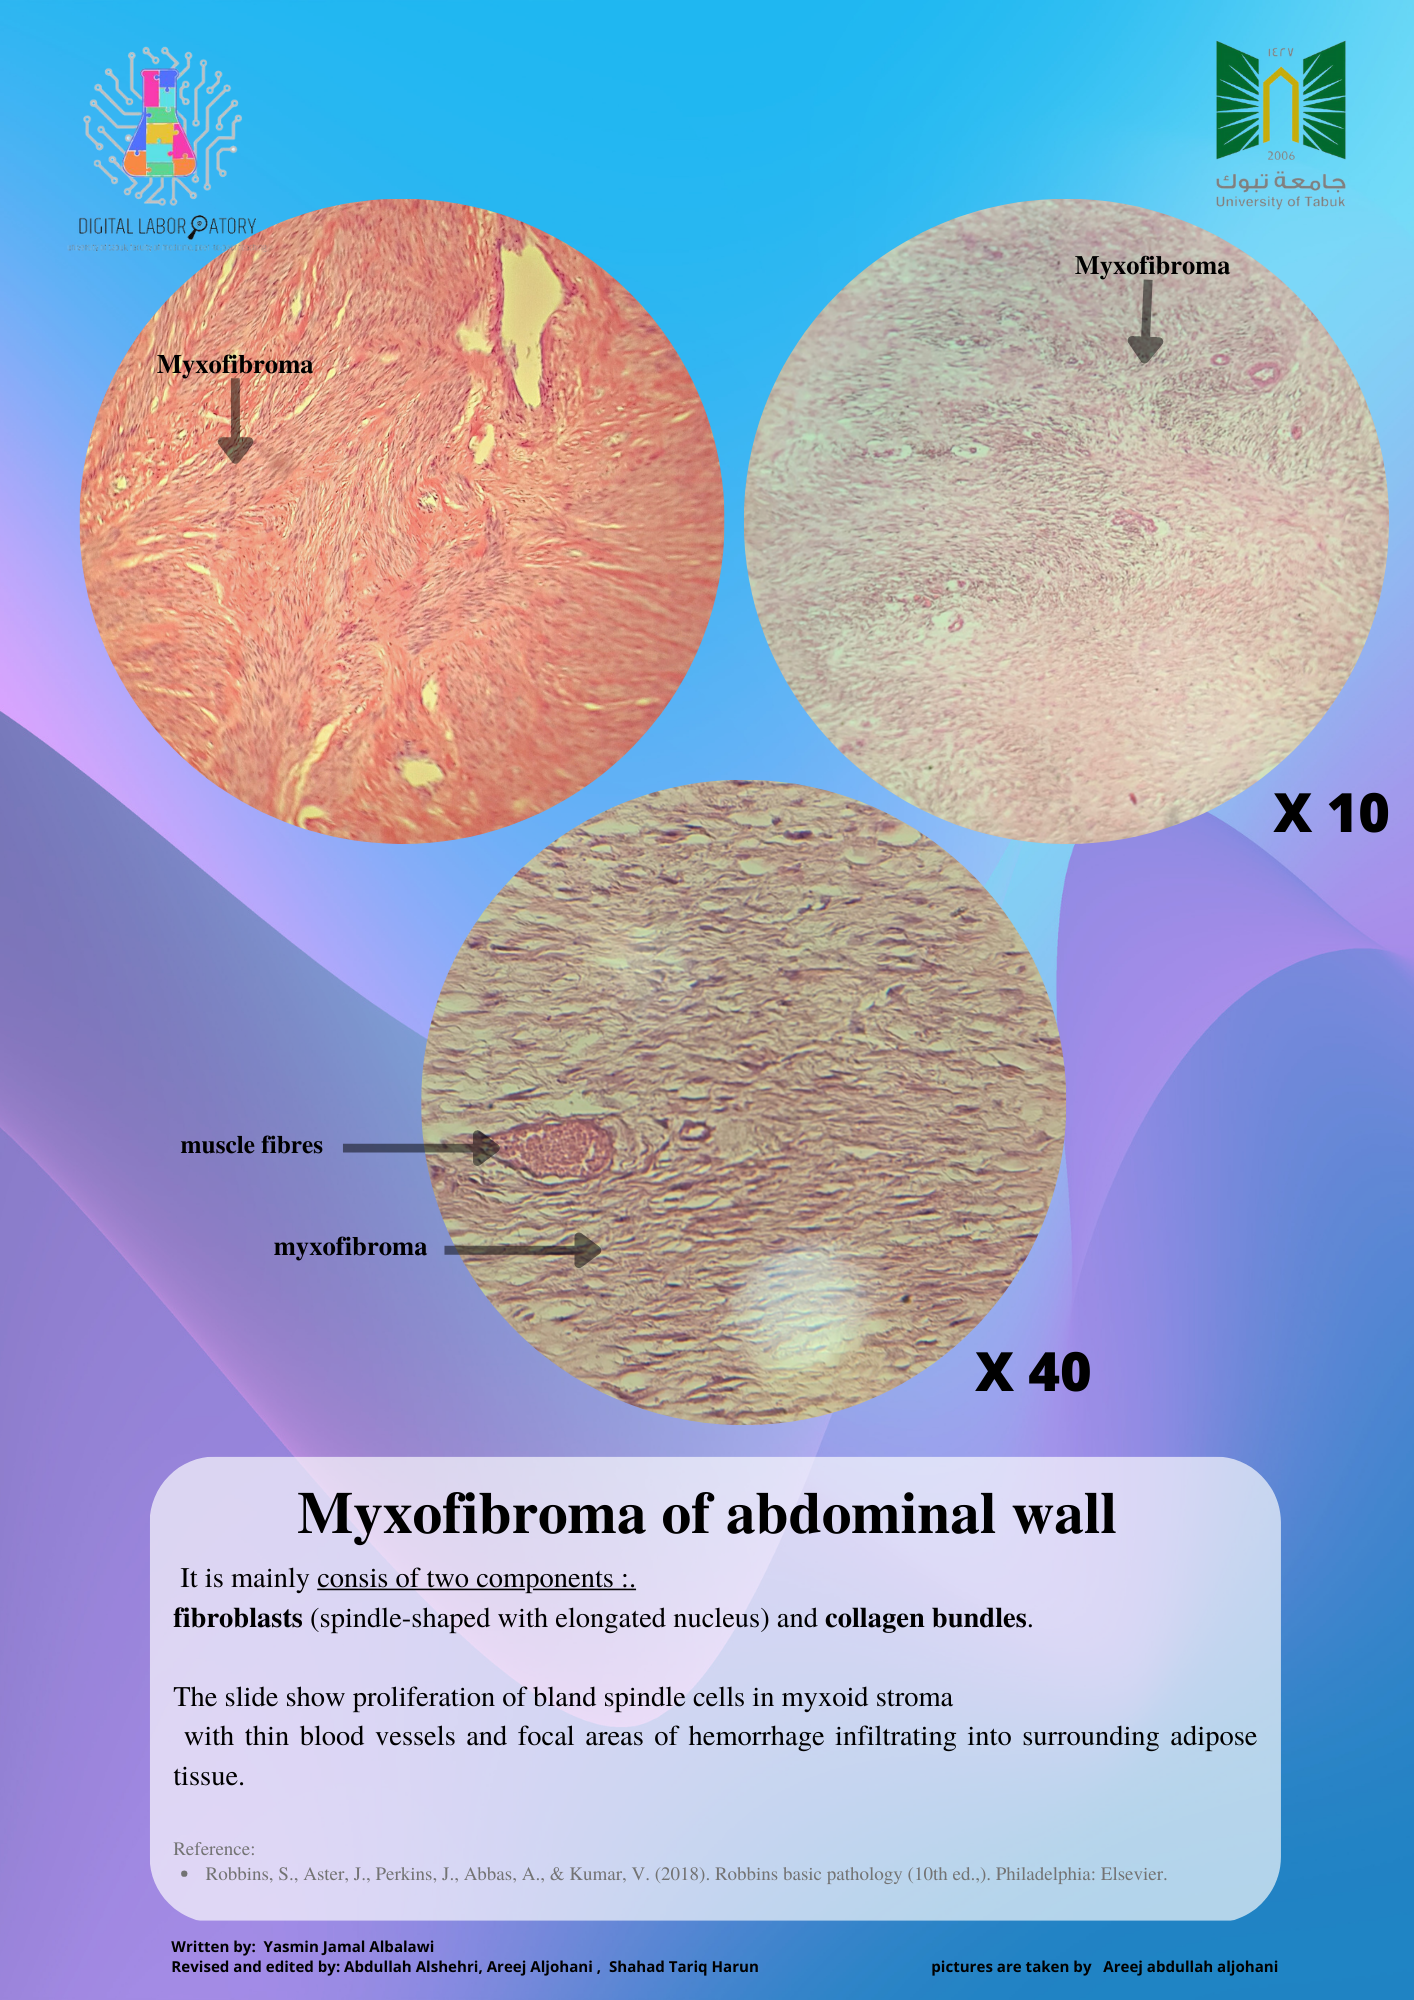 ١٤٢٧
2006
جامعة تبوك
University of Tabuk
DIGITAL LABORATORY
Myxofibroma
Myxofibroma
X 10
muscle fibres
myxofibroma
X 40
Myxofibroma of abdominal wall
It is mainly consis of two components :.
fibroblasts (spindle-shaped with elongated nucleus) and collagen bundles.
The slide show proliferation of bland spindle cells in myxoid stroma
with thin blood vessels and focal areas of hemorrhage infiltrating into surrounding adipose
tissue.
Reference:
• Robbins, S., Aster, J., Perkins, J., Abbas, A., & Kumar, V. (2018). Robbins basic pathology (10th ed.,). Philadelphia: Elsevier.
Written by: Yasmin Jamal Albalawi
Revised and edited by: Abdullah Alshehri, Areej Aljohani , Shahad Tariq Harun
pictures are taken by Areej abdullah aljohani